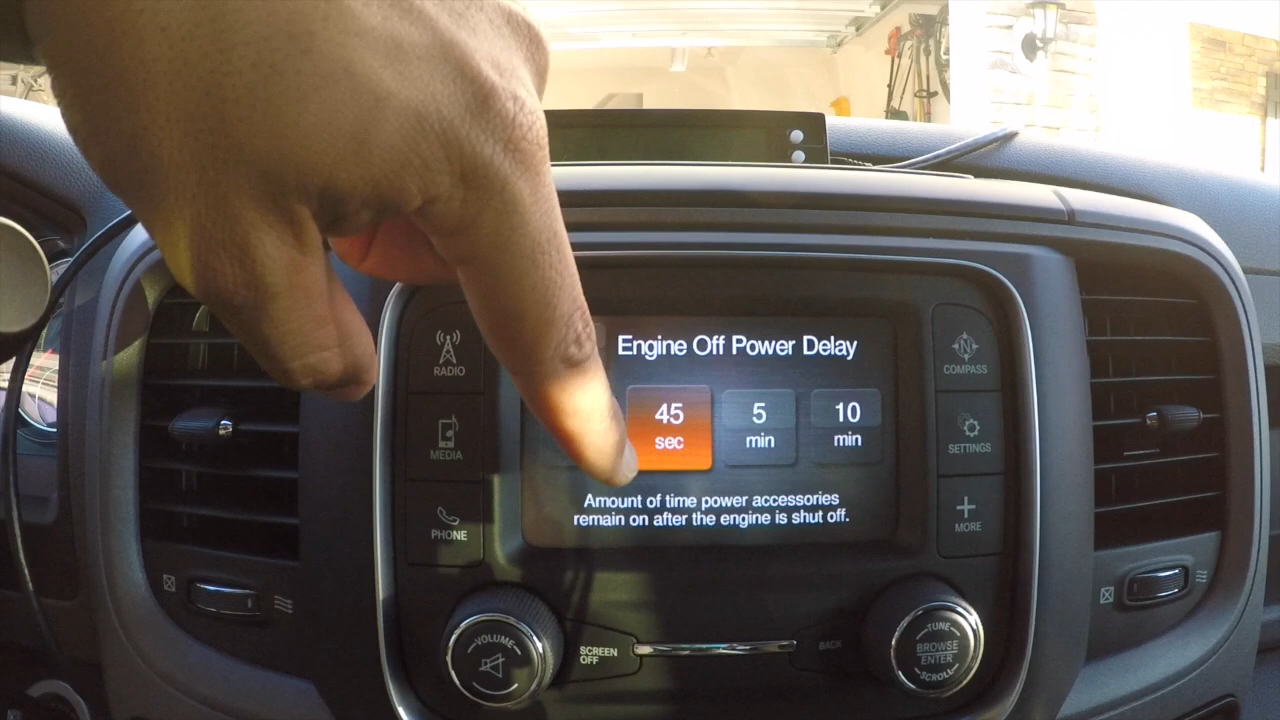 Engine Off Power Delay
RADIO
COMPASS
45
sec
5
min
10
min
MEDIA
SETTINGS
Amount of time power accessories
remain on after the engine is shut off.
PHONE
MORE
VOLUME
SCREEN
OFF
BACK
TUNE
BROWSE
ENTER
SCROLL
N